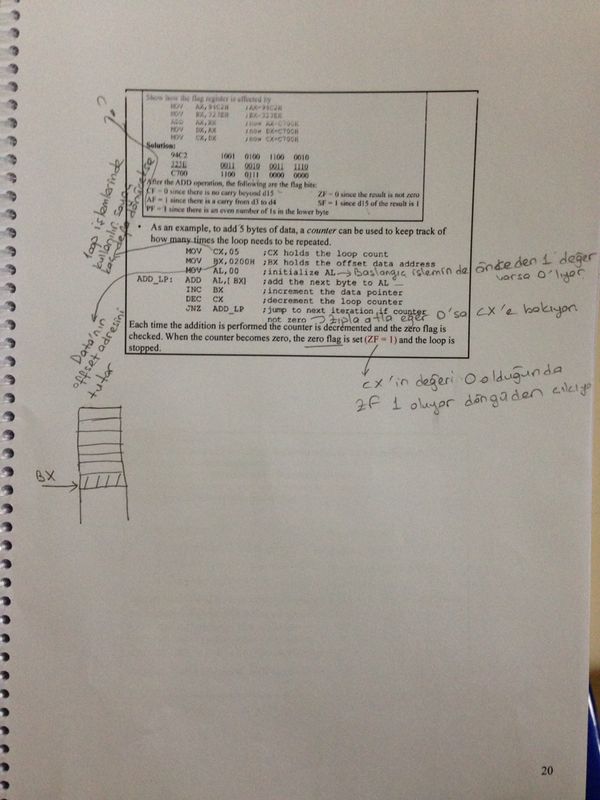 Show how the flag register is affected by
MOV AX,94C2H ;AX=94C2H
MOV BX,323EH ;BX=323EH
ADD AX,BX ;now AX=C700H
MOV DX,AX ;now DX=C700H
MOV CX,DX ;now CX=C700H
Solution:
94C2 1001 0100 1100 0010
323E 0011 0010 0011 1110
C700 1100 0111 0000 0000
After the ADD operation, the following are the flag bits:
CF = 0 since there is no carry beyond d15 ZF = 0 since the result is not zero
AF = 1 since there is a carry from d3 to d4 SF = 1 since d15 of the result is 1
PF = 1 since there is an even number of 1s in the lower byte
• As an example, to add 5 bytes of data, a counter can be used to keep track of
how many times the loop needs to be repeated.
MOV CX,05 ;CX holds the loop count
MOV BX,0200H ;BX holds the offset data address
MOV AL,00 ;initialize AL → Başlangıç işleminde önceden 1 değer
varsa 0'lıyor
ADD_LP: ADD AL,[BX] ;add the next byte to AL
INC BX ;increment the data pointer
DEC CX ;decrement the loop counter
JNZ ADD_LP ;jump to next iteration if counter
not zero → zıpla atla eğer 0'sa CX'e bakıyor
Each time the addition is performed the counter is decremented and the zero flag is
checked. When the counter becomes zero, the zero flag is set (ZF = 1) and the loop is
stopped.
CX'in değeri 0 olduğunda
ZF 1 oluyor döngüden çıkıyo
loop işlemlerinde
kullanılır
Data'nın
offset adresini
tutar
BX
20